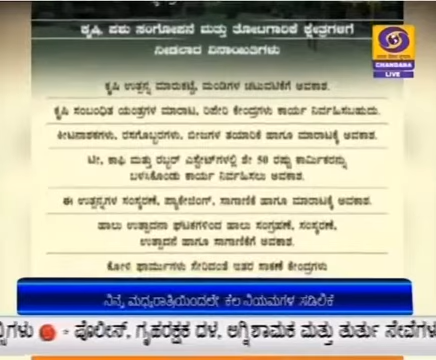 ಕೃಷಿ, ಪಶು ಸಂಗೋಪನೆ ಮತ್ತು ತೋಟಗಾರಿಕೆ ಕ್ಷೇತ್ರಗಳಿಗೆ
ನೀಡಲಾದ ವಿನಾಯಿತಿಗಳು
CHANDANA
LIVE
ಕೃಷಿ ಉತ್ಪನ್ನ ಮಾರುಕಟ್ಟೆ, ಮಂಡಿಗಳ ಚಟುವಟಿಕೆಗೆ ಅವಕಾಶ.
ಕೃಷಿ ಸಂಬಂಧಿತ ಯಂತ್ರಗಳ ಮಾರಾಟ, ರಿಪೇರಿ ಕೇಂದ್ರಗಳು ಕಾರ್ಯ ನಿರ್ವಹಿಸಬಹುದು.
ಕೀಟನಾಶಕಗಳು, ರಸಗೊಬ್ಬರಗಳು, ಬೀಜಗಳ ತಯಾರಿಕೆ ಹಾಗೂ ಮಾರಾಟಕ್ಕೆ ಅವಕಾಶ.
ಟೀ, ಕಾಫಿ ಮತ್ತು ರಬ್ಬರ್ ಎಸ್ಟೇಟ್‌ಗಳಲ್ಲಿ ಶೇ 50 ರಷ್ಟು ಕಾರ್ಮಿಕರನ್ನು
ಬಳಸಿಕೊಂಡು ಕಾರ್ಯ ನಿರ್ವಹಿಸಲು ಅವಕಾಶ.
ಈ ಉತ್ಪನ್ನಗಳ ಸಂಸ್ಕರಣೆ, ಪ್ಯಾಕೇಜಿಂಗ್, ಸಾಗಾಣಿಕೆ ಹಾಗೂ ಮಾರಾಟಕ್ಕೆ ಅವಕಾಶ.
ಹಾಲು ಉತ್ಪಾದನಾ ಘಟಕಗಳಿಂದ ಹಾಲು ಸಂಗ್ರಹಣೆ, ಸಂಸ್ಕರಣೆ,
ಉತ್ಪಾದನೆ ಹಾಗೂ ಸಾಗಾಣಿಕೆಗೆ ಅವಕಾಶ.
ಕೋಳಿ ಫಾರ್ಮುಗಳು ಸೇರಿದಂತೆ ಇತರ ಸಾಕಣೆ ಕೇಂದ್ರಗಳು
ನಿನ್ನೆ ಮಧ್ಯರಾತ್ರಿಯಿಂದಲೇ ಕೆಲ ನಿಯಮಗಳ ಸಡಿಲಿಕೆ
ಪೊಲೀಸ್, ಗೃಹರಕ್ಷಕ ದಳ, ಅಗ್ನಿಶಾಮಕ ಮತ್ತು ತುರ್ತು ಸೇವೆಗಳು